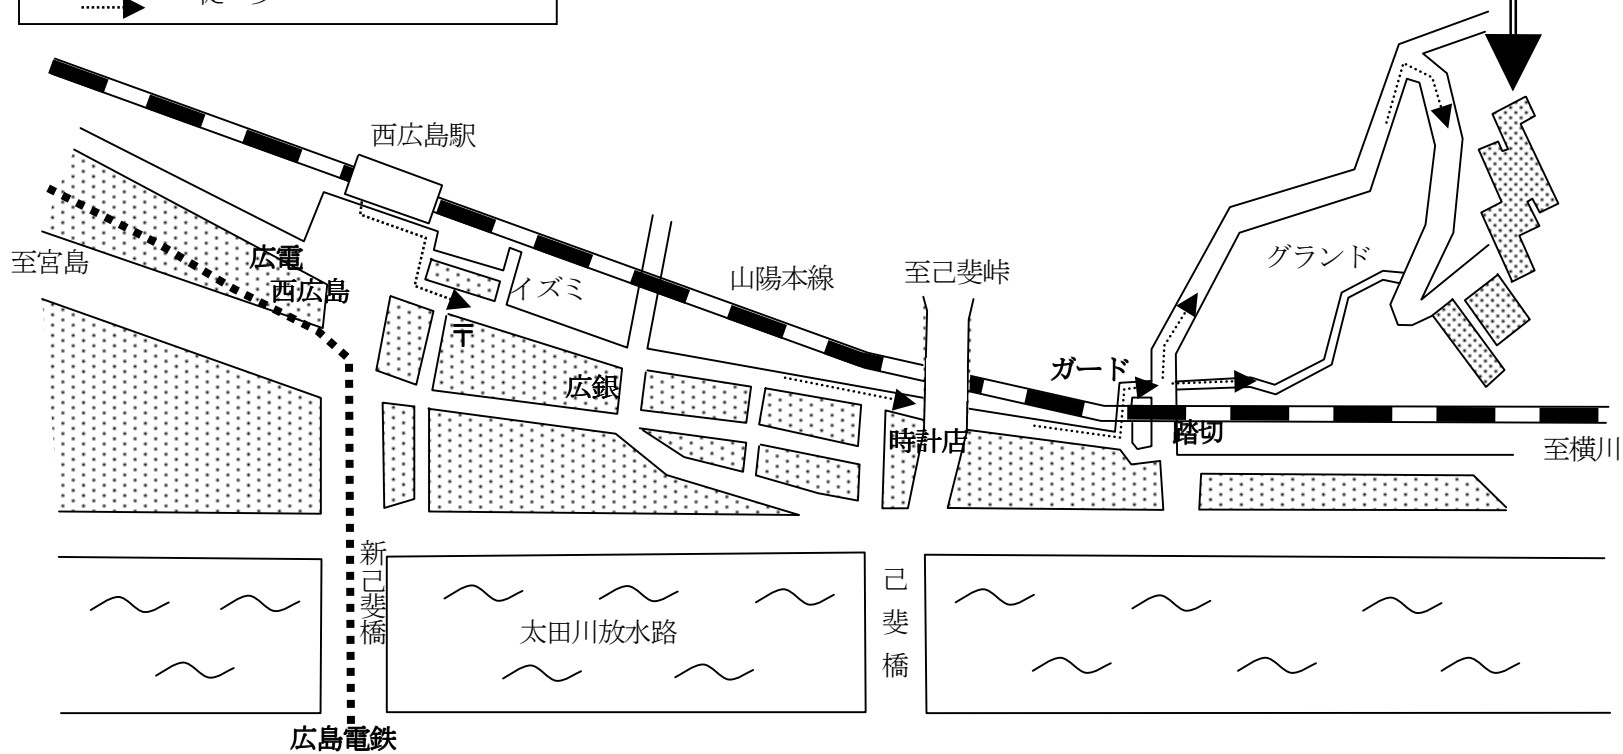 西広島駅
至宮島
広電
西広島
イズミ
〒
山陽本線
至己斐峠
グランド
広銀
ガード
時計店
踏切
至横川
新己斐橋
己斐橋
太田川放水路
広島電鉄